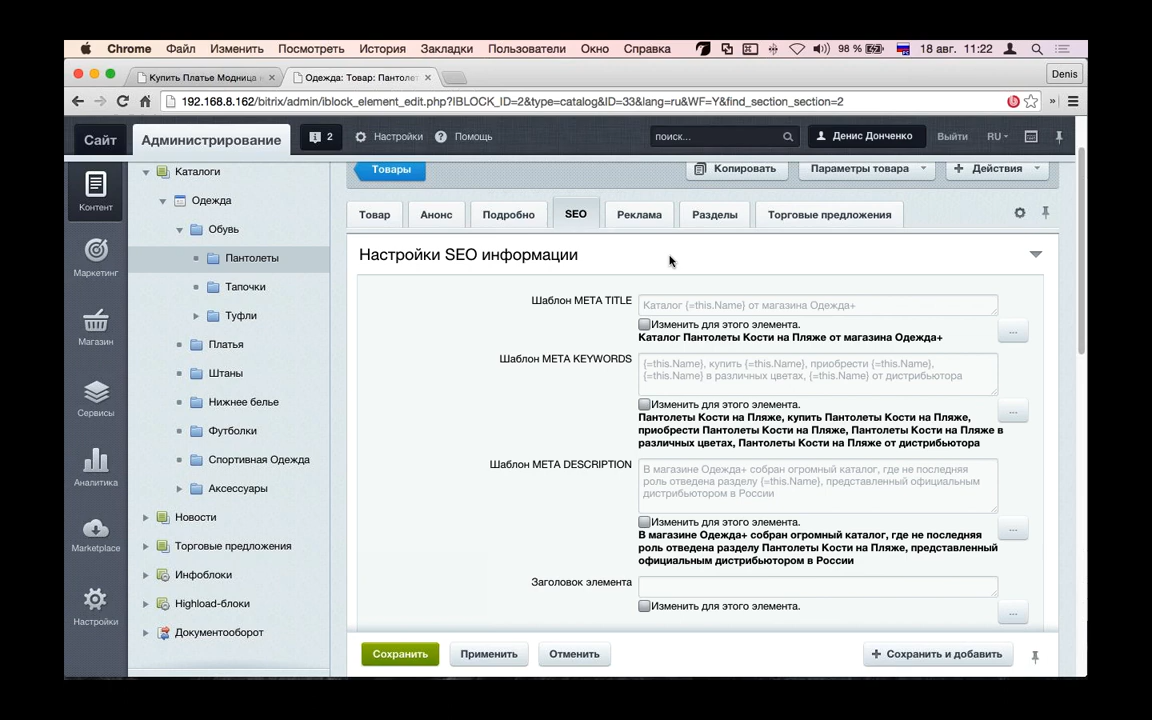 Chrome Файл Изменить Посмотреть История Закладки Пользователи Окно Справка 98 % 18 авг. 11:22
Купить Платье Модница
Одежда: Товар: Пантолет
Denis
192.168.8.162/bitrix/admin/iblock_element_edit.php?IBLOCK_ID=2&type=catalog&ID=33&lang=ru&WF=Y&find_section_section=2
Сайт Администрирование 2 Настройки Помощь поиск... Денис Донченко Выйти RU
Контент
Маркетинг
Магазин
Сервисы
Аналитика
Marketplace
Настройки
Каталоги
Одежда
Обувь
Пантолеты
Тапочки
Туфли
Платья
Штаны
Нижнее белье
Футболки
Спортивная Одежда
Аксессуары
Новости
Торговые предложения
Инфоблоки
Highload-блоки
Документооборот
Товары Копировать Параметры товара Действия
Товар Анонс Подробно SEO Реклама Разделы Торговые предложения
Настройки SEO информации
Шаблон META TITLE
Каталог {=this.Name} от магазина Одежда+
Изменить для этого элемента.
...
Каталог Пантолеты Кости на Пляже от магазина Одежда+
Шаблон META KEYWORDS
{=this.Name}, купить {=this.Name}, приобрести {=this.Name},
{=this.Name} в различных цветах, {=this.Name} от дистрибьютора
Изменить для этого элемента.
...
Пантолеты Кости на Пляже, купить Пантолеты Кости на Пляже,
приобрести Пантолеты Кости на Пляже, Пантолеты Кости на Пляже в
различных цветах, Пантолеты Кости на Пляже от дистрибьютора
Шаблон META DESCRIPTION
В магазине Одежда+ собран огромный каталог, где не последняя
роль отведена разделу {=this.Name}, представленный официальным
дистрибьютором в России
Изменить для этого элемента.
...
В магазине Одежда+ собран огромный каталог, где не последняя
роль отведена разделу Пантолеты Кости на Пляже, представленный
официальным дистрибьютором в России
Заголовок элемента
Изменить для этого элемента.
...
Сохранить Применить Отменить Сохранить и добавить